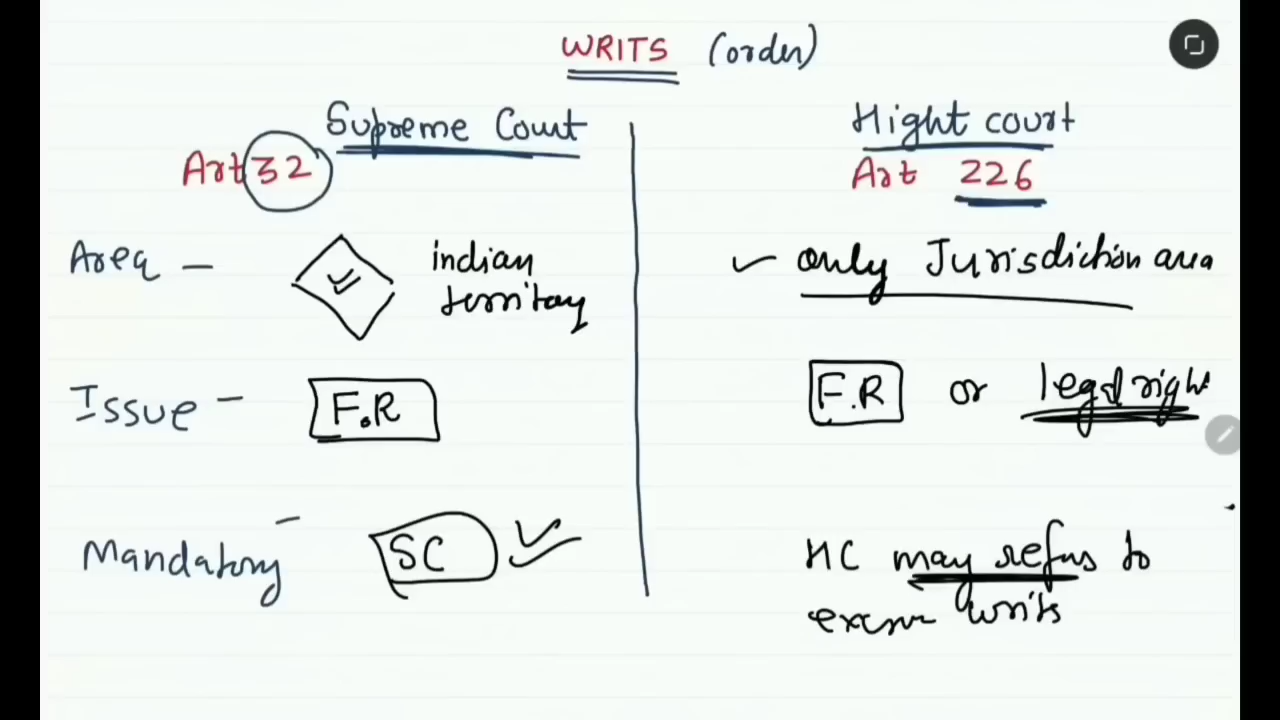 WRITS (order)
Supreme Court
Hight court
Art 32
Art 226
Area -
indian
territory
only Jurisdiction area
Issue -
F.R
F.R or legal right
Mandatory -
SC
HC may refus to
writs